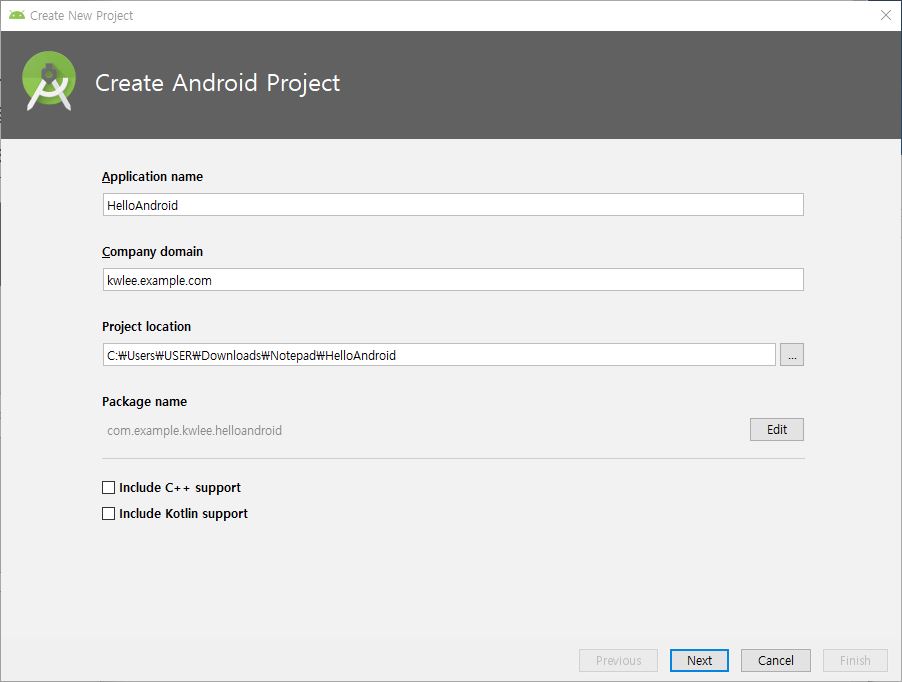 Create New Project
Create Android Project
Application name
HelloAndroid
Company domain
kwlee.example.com
Project location
C:₩Users₩USER₩Downloads₩Notepad₩HelloAndroid
...
Package name
com.example.kwlee.helloandroid
Edit
Include C++ support
Include Kotlin support
Previous
Next
Cancel
Finish